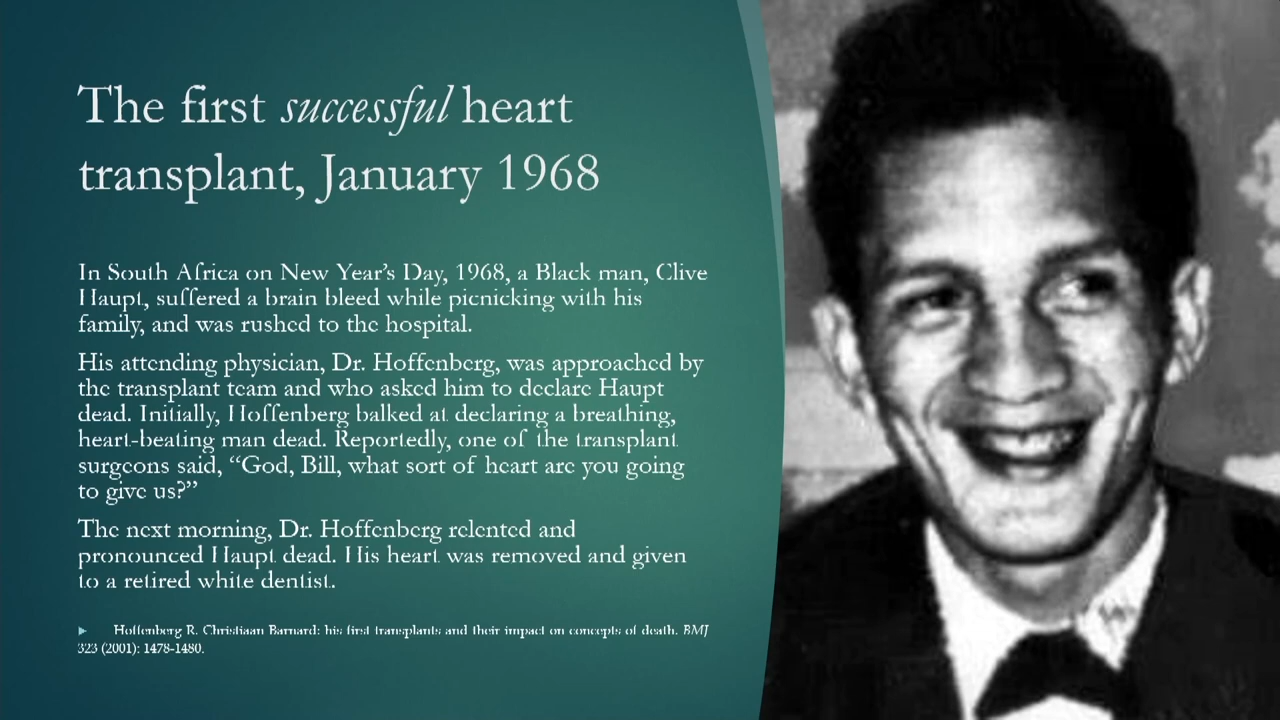 The first successful heart
transplant, January 1968
In South Africa on New Year's Day, 1968, a Black man, Clive
Haupt, suffered a brain bleed while picnicking with his
family, and was rushed to the hospital.
His attending physician, Dr. Hoffenberg, was approached by
the transplant team and who asked him to declare Haupt
dead. Initially, Hoffenberg balked at declaring a breathing,
heart-beating man dead. Reportedly, one of the transplant
surgeons said, “God, Bill, what sort of heart are you going
to give us?”
The next morning, Dr. Hoffenberg relented and
pronounced Haupt dead. His heart was removed and given
to a retired white dentist.
Hoffenberg R. Christiaan Barnard: his first transplants and their impact on concepts of death. BMJ
323 (2001): 1478-1480.